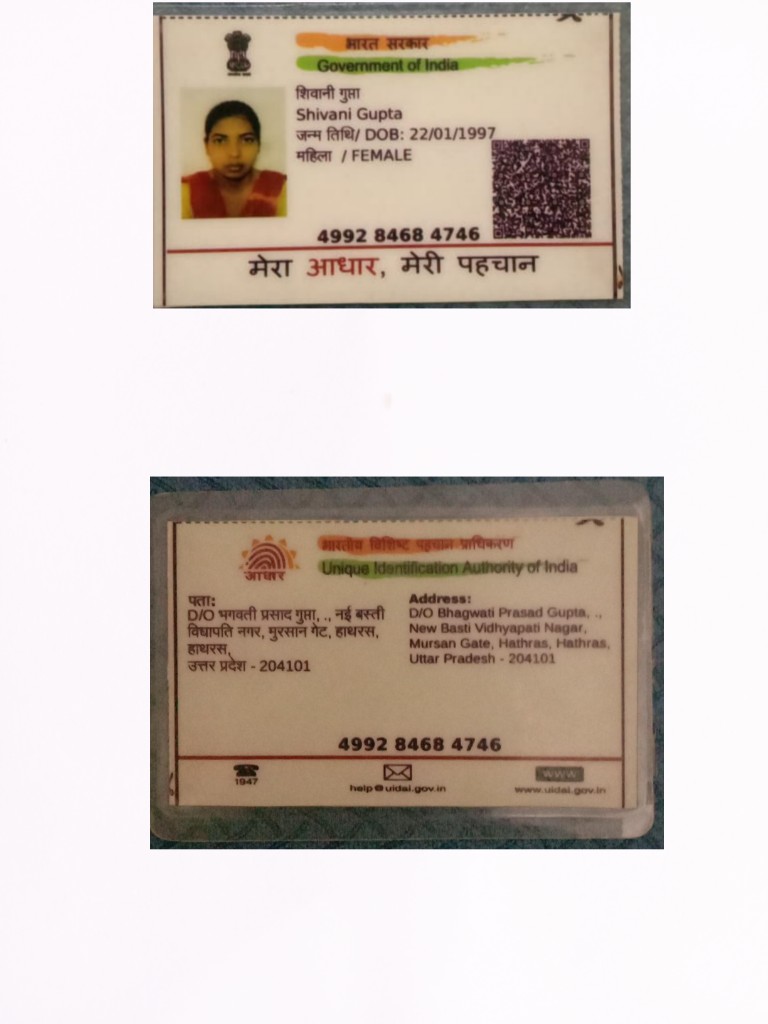 भारत सरकार
Government of India
शिवानी गुप्ता
Shivani Gupta
जन्म तिथि/ DOB: 22/01/1997
महिला / FEMALE
4992 8468 4746
मेरा आधार, मेरी पहचान
भारतीय विशिष्ट पहचान प्राधिकरण
Unique Identification Authority of India
आधार
पता:
D/O भगवती प्रसाद गुप्ता, ., नई बस्ती
विधापति नगर, मुरसान गेट, हाथरस,
हाथरस,
उत्तर प्रदेश - 204101
Address:
D/O Bhagwati Prasad Gupta, .,
New Basti Vidhyapati Nagar,
Mursan Gate, Hathras, Hathras,
Uttar Pradesh - 204101
4992 8468 4746
1947
help@uidai.gov.in
WWW
www.uidai.gov.in